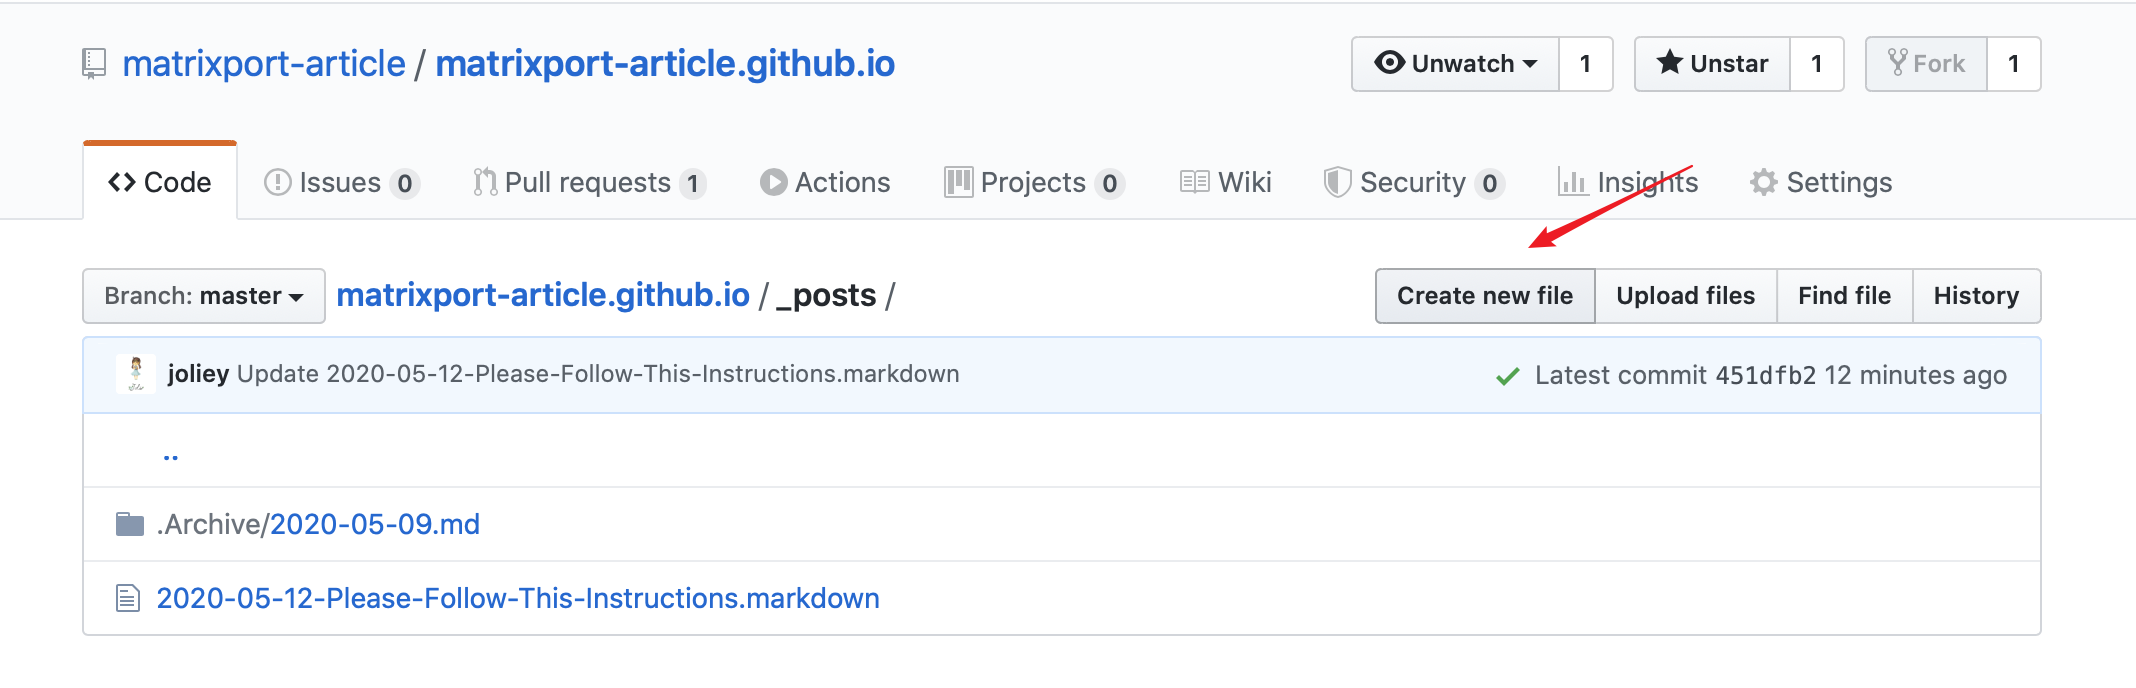 matrixport-article / matrixport-article.github.io Unwatch 1 Unstar 1 Fork 1
Code Issues 0 Pull requests 1 Actions Projects 0 Wiki Security 0 Insights Settings
Branch: master matrixport-article.github.io / _posts / Create new file Upload files Find file History
joliey Update 2020-05-12-Please-Follow-This-Instructions.markdown Latest commit 451dfb2 12 minutes ago
..
.Archive/2020-05-09.md
2020-05-12-Please-Follow-This-Instructions.markdown